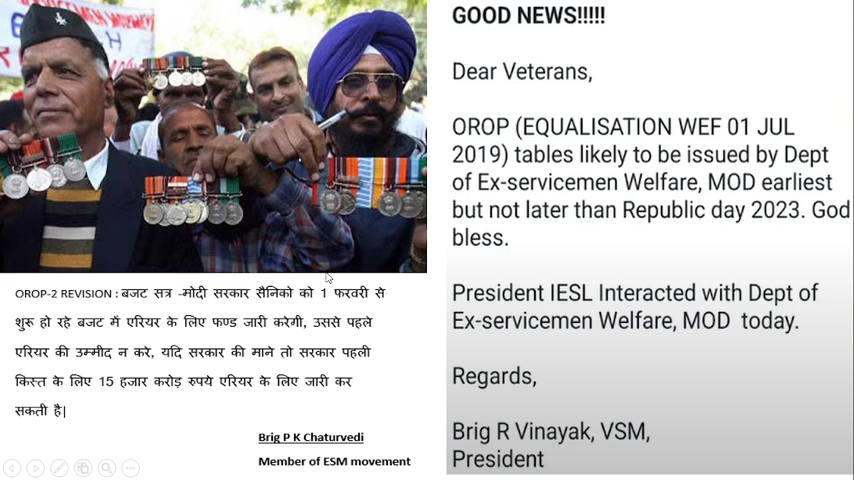 OROP-2 REVISION : बजट सत्र -मोदी सरकार सैनिको को 1 फरवरी से
शुरू हो रहे बजट में एरियर के लिए फण्ड जारी करेगी, उससे पहले
एरियर की उम्मीद न करे, यदि सरकार की माने तो सरकार पहली
किस्त के लिए 15 हजार करोड़ रुपये एरियर के लिए जारी कर
सकती है|
Brig P K Chaturvedi
Member of ESM movement
GOOD NEWS!!!!!
Dear Veterans,
OROP (EQUALISATION WEF 01 JUL
2019) tables likely to be issued by Dept
of Ex-servicemen Welfare, MOD earliest
but not later than Republic day 2023. God
bless.
President IESL Interacted with Dept of
Ex-servicemen Welfare, MOD  today.
Regards,
Brig R Vinayak, VSM,
President